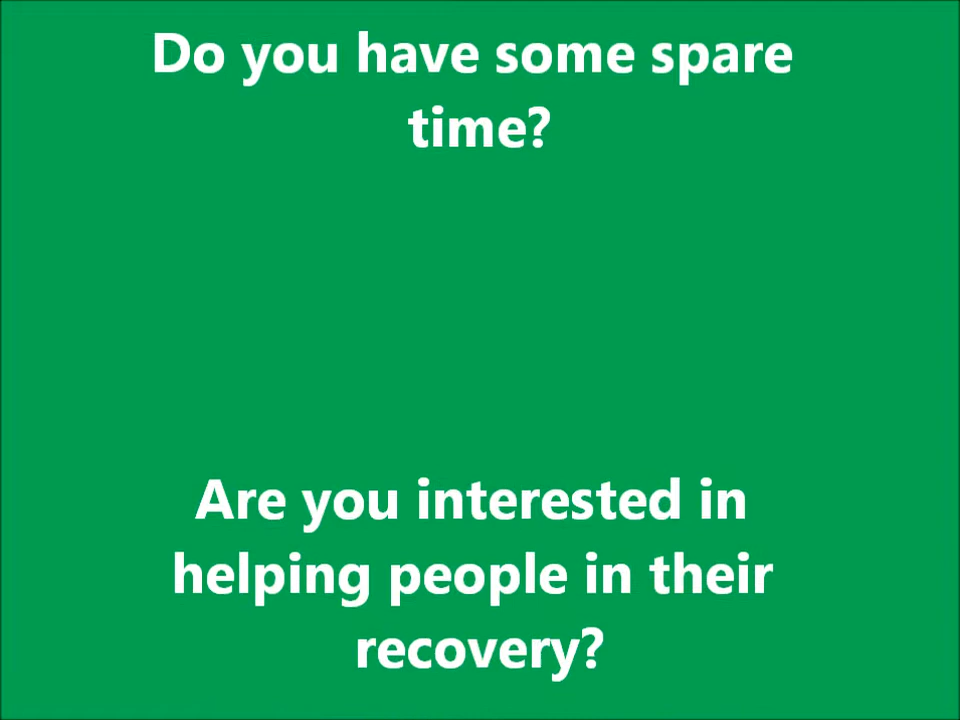 Do you have some spare
time?
Are you interested in
helping people in their
recovery?